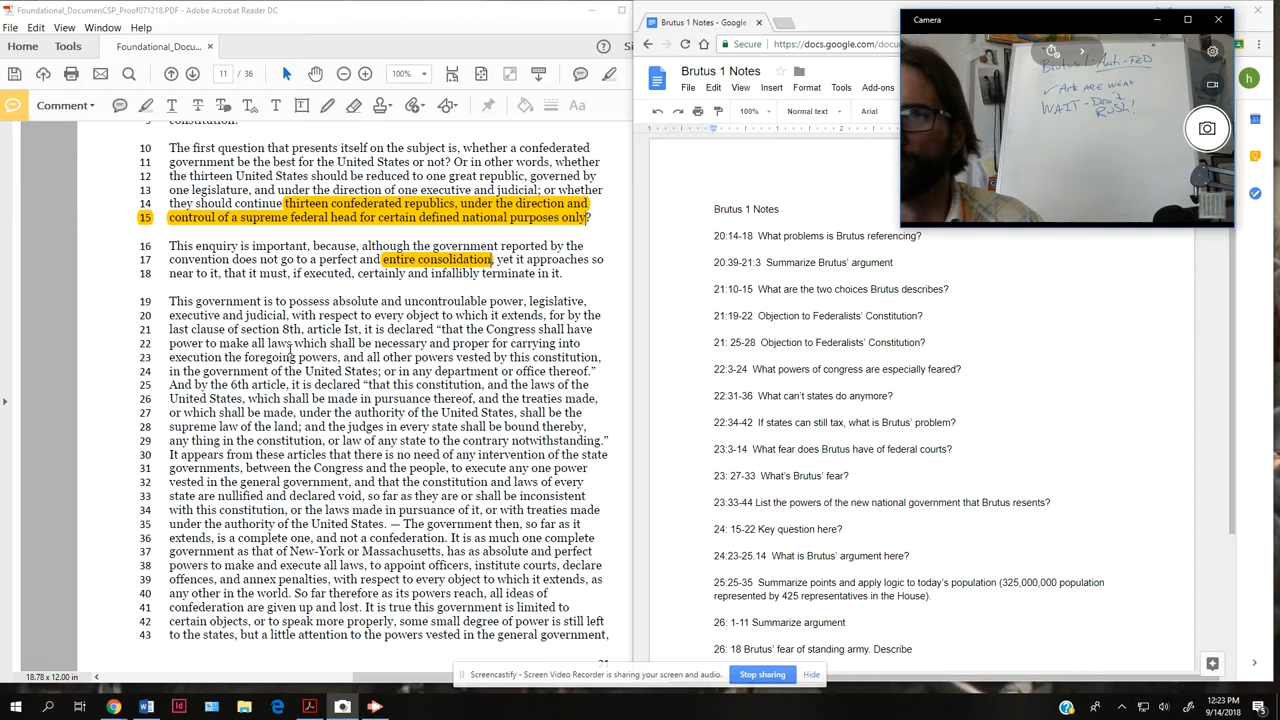 Foundational_DocumenCSP_Proof071218.PDF - Adobe Acrobat Reader DC
File Edit View Window Help
Home Tools Foundational_Docu... ×
11 / 36
100%
Comment
constitution.
10 The first question that presents itself on the subject is, whether a confederated
11 government be the best for the United States or not? Or in other words, whether
12 the thirteen United States should be reduced to one great republic, governed by
13 one legislature, and under the direction of one executive and judicial; or whether
14 they should continue thirteen confederated republics, under the direction and
15 controul of a supreme federal head for certain defined national purposes only?
16 This enquiry is important, because, although the government reported by the
17 convention does not go to a perfect and entire consolidation, yet it approaches so
18 near to it, that it must, if executed, certainly and infallibly terminate in it.
19 This government is to possess absolute and uncontroulable power, legislative,
20 executive and judicial, with respect to every object to which it extends, for by the
21 last clause of section 8th, article Ist, it is declared “that the Congress shall have
22 power to make all laws which shall be necessary and proper for carrying into
23 execution the foregoing powers, and all other powers vested by this constitution,
24 in the government of the United States; or in any department or office thereof.”
25 And by the 6th article, it is declared “that this constitution, and the laws of the
26 United States, which shall be made in pursuance thereof, and the treaties made,
27 or which shall be made, under the authority of the United States, shall be the
28 supreme law of the land; and the judges in every state shall be bound thereby,
29 any thing in the constitution, or law of any state to the contrary notwithstanding.”
30 It appears from these articles that there is no need of any intervention of the state
31 governments, between the Congress and the people, to execute any one power
32 vested in the general government, and that the constitution and laws of every
33 state are nullified and declared void, so far as they are or shall be inconsistent
34 with this constitution, or the laws made in pursuance of it, or with treaties made
35 under the authority of the United States. — The government then, so far as it
36 extends, is a complete one, and not a confederation. It is as much one complete
37 government as that of New-York or Massachusetts, has as absolute and perfect
38 powers to make and execute all laws, to appoint officers, institute courts, declare
39 offences, and annex penalties, with respect to every object to which it extends, as
40 any other in the world. So far therefore as its powers reach, all ideas of
41 confederation are given up and lost. It is true this government is limited to
42 certain objects, or to speak more properly, some small degree of power is still left
43 to the states, but a little attention to the powers vested in the general government,
18.78 x 12.00 in
Brutus 1 Notes - Google
Secure https://docs.google.com/docu
Brutus 1 Notes
File Edit View Insert Format Tools Add-ons
100% Normal text Arial
1 1 2
h
Camera
Brutus 1/Anti-FED
✓ Arts ARE WEAK
WAIT - Don't
RUSH!
Brutus 1 Notes
20:14-18 What problems is Brutus referencing?
20:39-21:3 Summarize Brutus’ argument
21:10-15 What are the two choices Brutus describes?
21:19-22 Objection to Federalists’ Constitution?
21: 25-28 Objection to Federalists’ Constitution?
22:3-24 What powers of congress are especially feared?
22:31-36 What can’t states do anymore?
22:34-42 If states can still tax, what is Brutus’ problem?
23:3-14 What fear does Brutus have of federal courts?
23: 27-33 What’s Brutus’ fear?
23:33-44 List the powers of the new national government that Brutus resents?
24: 15-22 Key question here?
24:23-25.14 What is Brutus’ argument here?
25:25-35 Summarize points and apply logic to today’s population (325,000,000 population
represented by 425 representatives in the House).
26: 1-11 Summarize argument
26: 18 Brutus’ fear of standing army. Describe
Screencastify - Screen Video Recorder is sharing your screen and audio. Stop sharing Hide
12:23 PM
9/14/2018